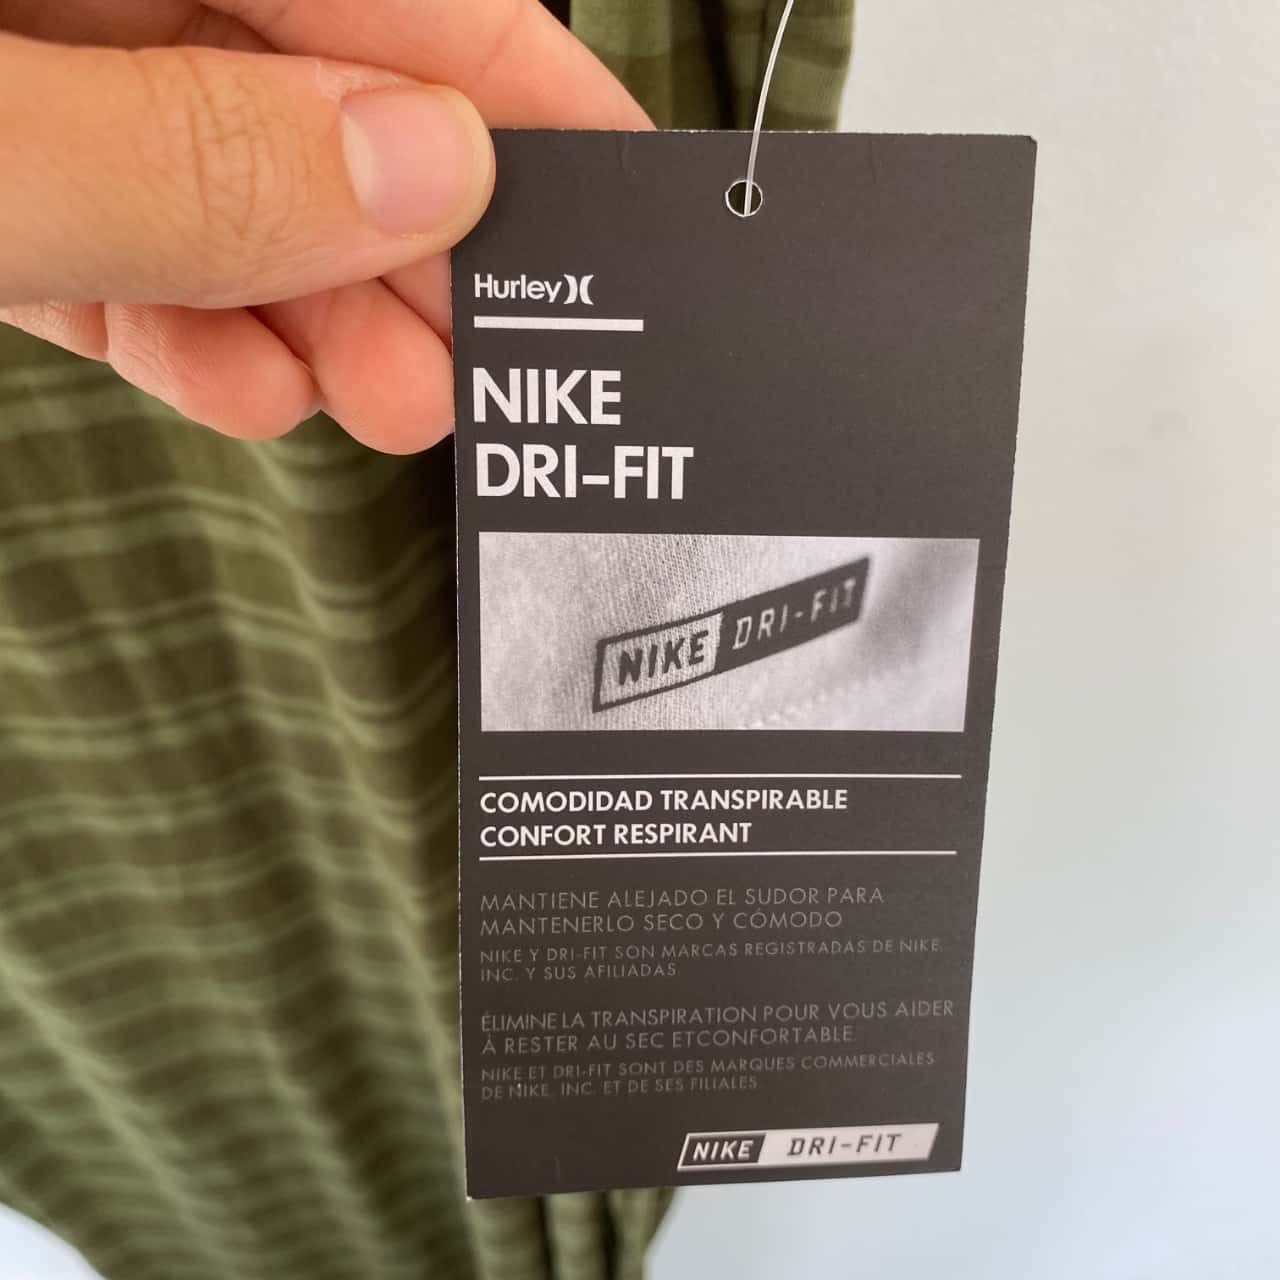 Hurley
NIKE
DRI-FIT
NIKE DRI-FIT
COMODIDAD TRANSPIRABLE
CONFORT RESPIRANT
MANTIENE ALEJADO EL SUDOR PARA
MANTENERLO SECO Y CÓMODO
NIKE Y DRI-FIT SON MARCAS REGISTRADAS DE NIKE,
INC. Y SUS AFILIADAS
ÉLIMINE LA TRANSPIRATION POUR VOUS AIDER
À RESTER AU SEC ETCONFORTABLE.
NIKE ET DRI-FIT SONT DES MARQUES COMMERCIALES
DE NIKE, INC. ET DE SES FILIALES.
NIKE DRI-FIT